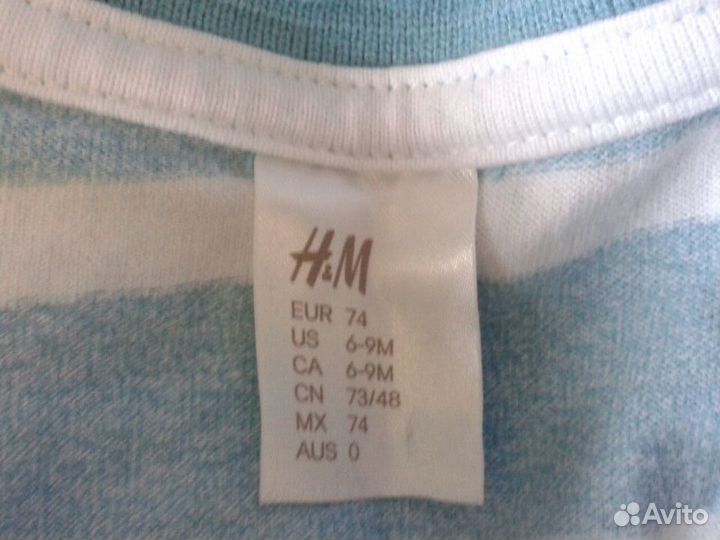 H&M
EUR 74
US 6-9M
CA 6-9M
CN 73/48
MX 74
AUS 0
Avito